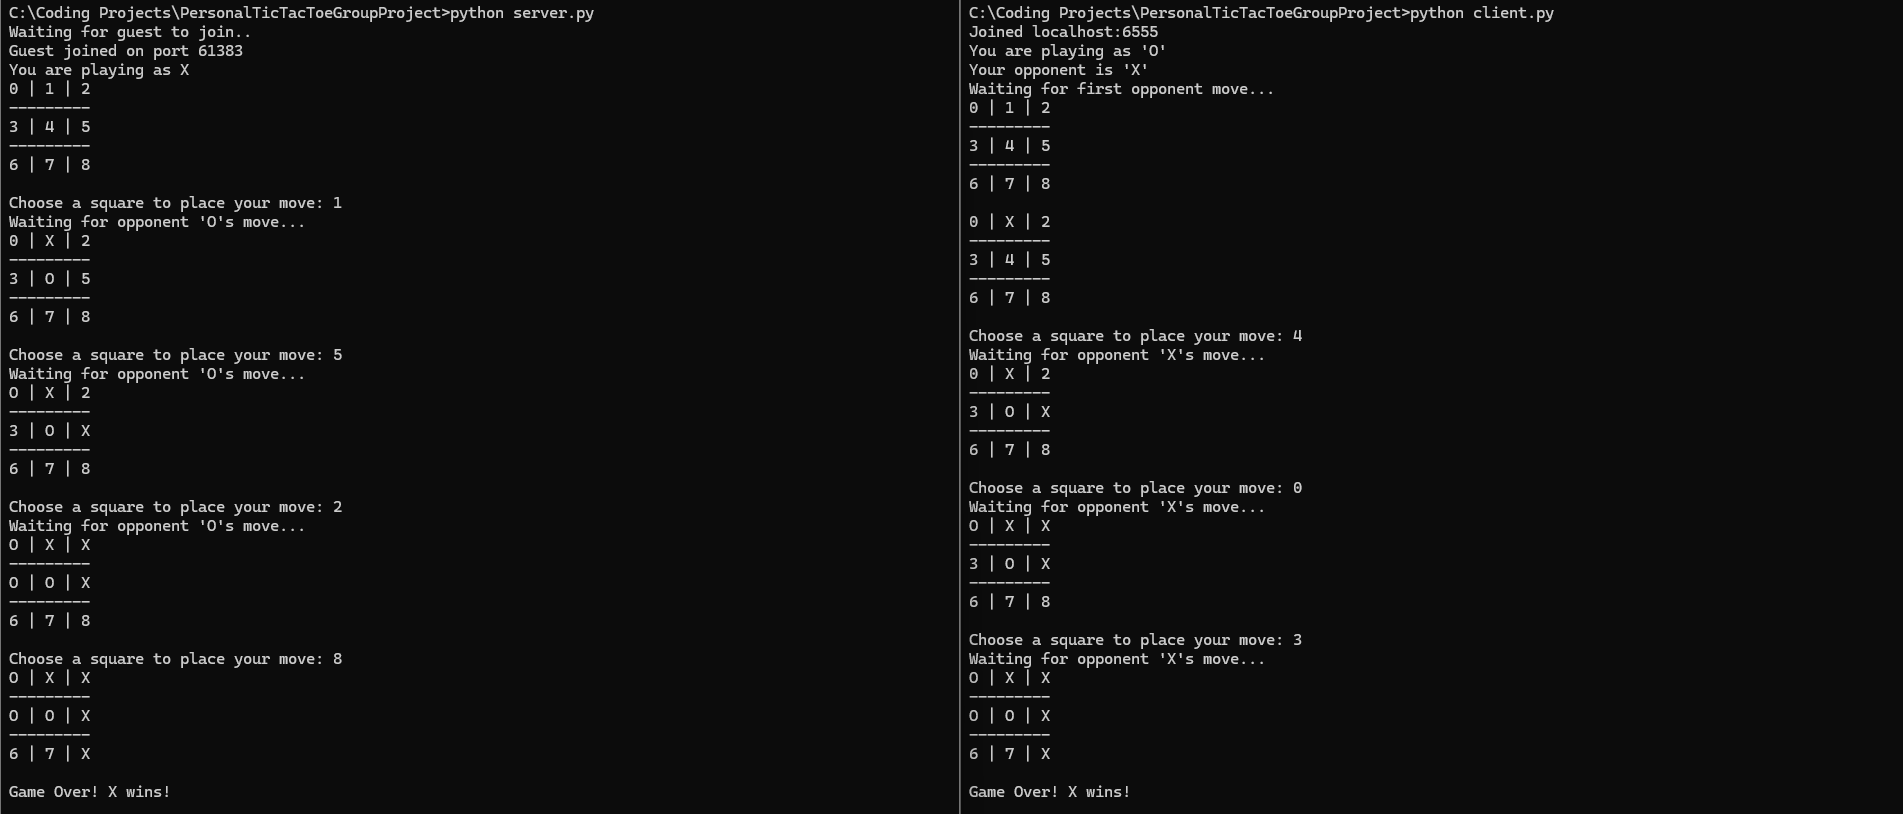 C:\Coding Projects\PersonalTicTacToeGroupProject>python server.py
Waiting for guest to join..
Guest joined on port 61383
You are playing as X
0 | 1 | 2
---------
3 | 4 | 5
---------
6 | 7 | 8
Choose a square to place your move: 1
Waiting for opponent 'O's move...
0 | X | 2
---------
3 | O | 5
---------
6 | 7 | 8
Choose a square to place your move: 5
Waiting for opponent 'O's move...
O | X | 2
---------
3 | O | X
---------
6 | 7 | 8
Choose a square to place your move: 2
Waiting for opponent 'O's move...
O | X | X
---------
O | O | X
---------
6 | 7 | 8
Choose a square to place your move: 8
O | X | X
---------
O | O | X
---------
6 | 7 | X
Game Over! X wins!
C:\Coding Projects\PersonalTicTacToeGroupProject>python client.py
Joined localhost:6555
You are playing as 'O'
Your opponent is 'X'
Waiting for first opponent move...
0 | 1 | 2
---------
3 | 4 | 5
---------
6 | 7 | 8
0 | X | 2
---------
3 | 4 | 5
---------
6 | 7 | 8
Choose a square to place your move: 4
Waiting for opponent 'X's move...
0 | X | 2
---------
3 | O | X
---------
6 | 7 | 8
Choose a square to place your move: 0
Waiting for opponent 'X's move...
O | X | X
---------
3 | O | X
---------
6 | 7 | 8
Choose a square to place your move: 3
Waiting for opponent 'X's move...
O | X | X
---------
O | O | X
---------
6 | 7 | X
Game Over! X wins!